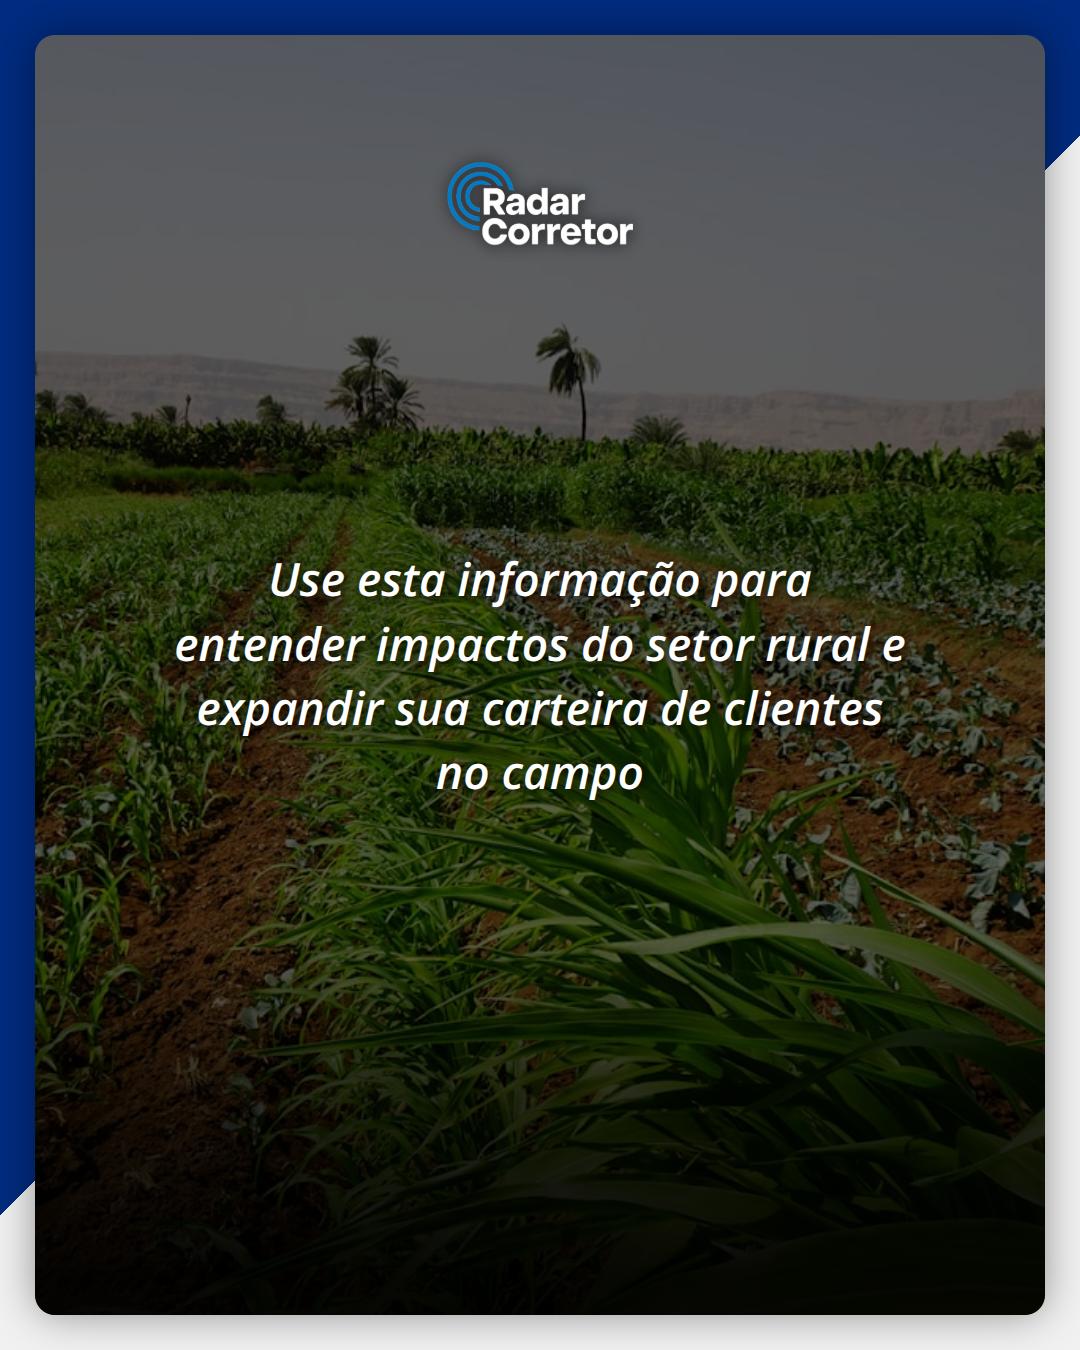 Radar
Corretor
Use esta informação para
entender impactos do setor rural e
expandir sua carteira de clientes
no campo